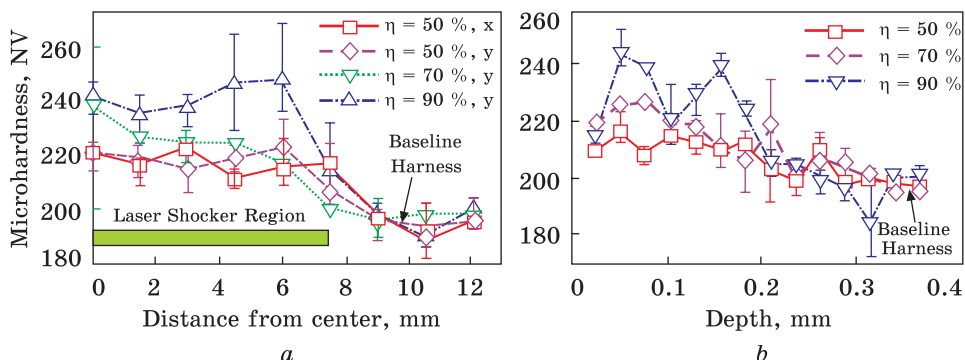 Microhardness, NV
260
240
220
200
180
η = 50 %, x
η = 50 %, y
η = 70 %, y
η = 90 %, y
Baseline
Harness
Laser Shocker Region
0 2 4 6 8 10 12
Distance from center, mm
a
260
240
220
200
180
η = 50 %
η = 70 %
η = 90 %
Baseline
Harness
0 0.1 0.2 0.3 0.4
Depth, mm
b